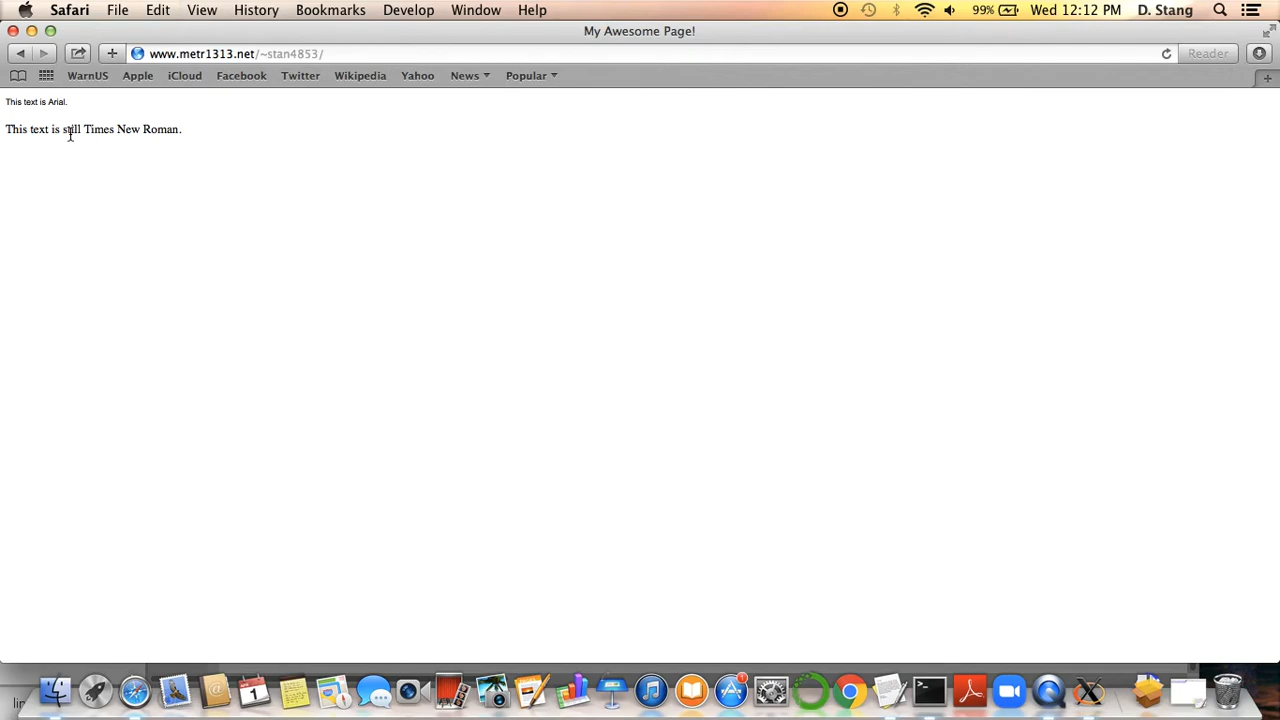 Safari File Edit View History Bookmarks Develop Window Help 99% Wed 12:12 PM D. Stang
My Awesome Page!
www.metr1313.net/~stan4853/ Reader
WarnUS Apple iCloud Facebook Twitter Wikipedia Yahoo News Popular
This text is Arial.
This text is still Times New Roman.